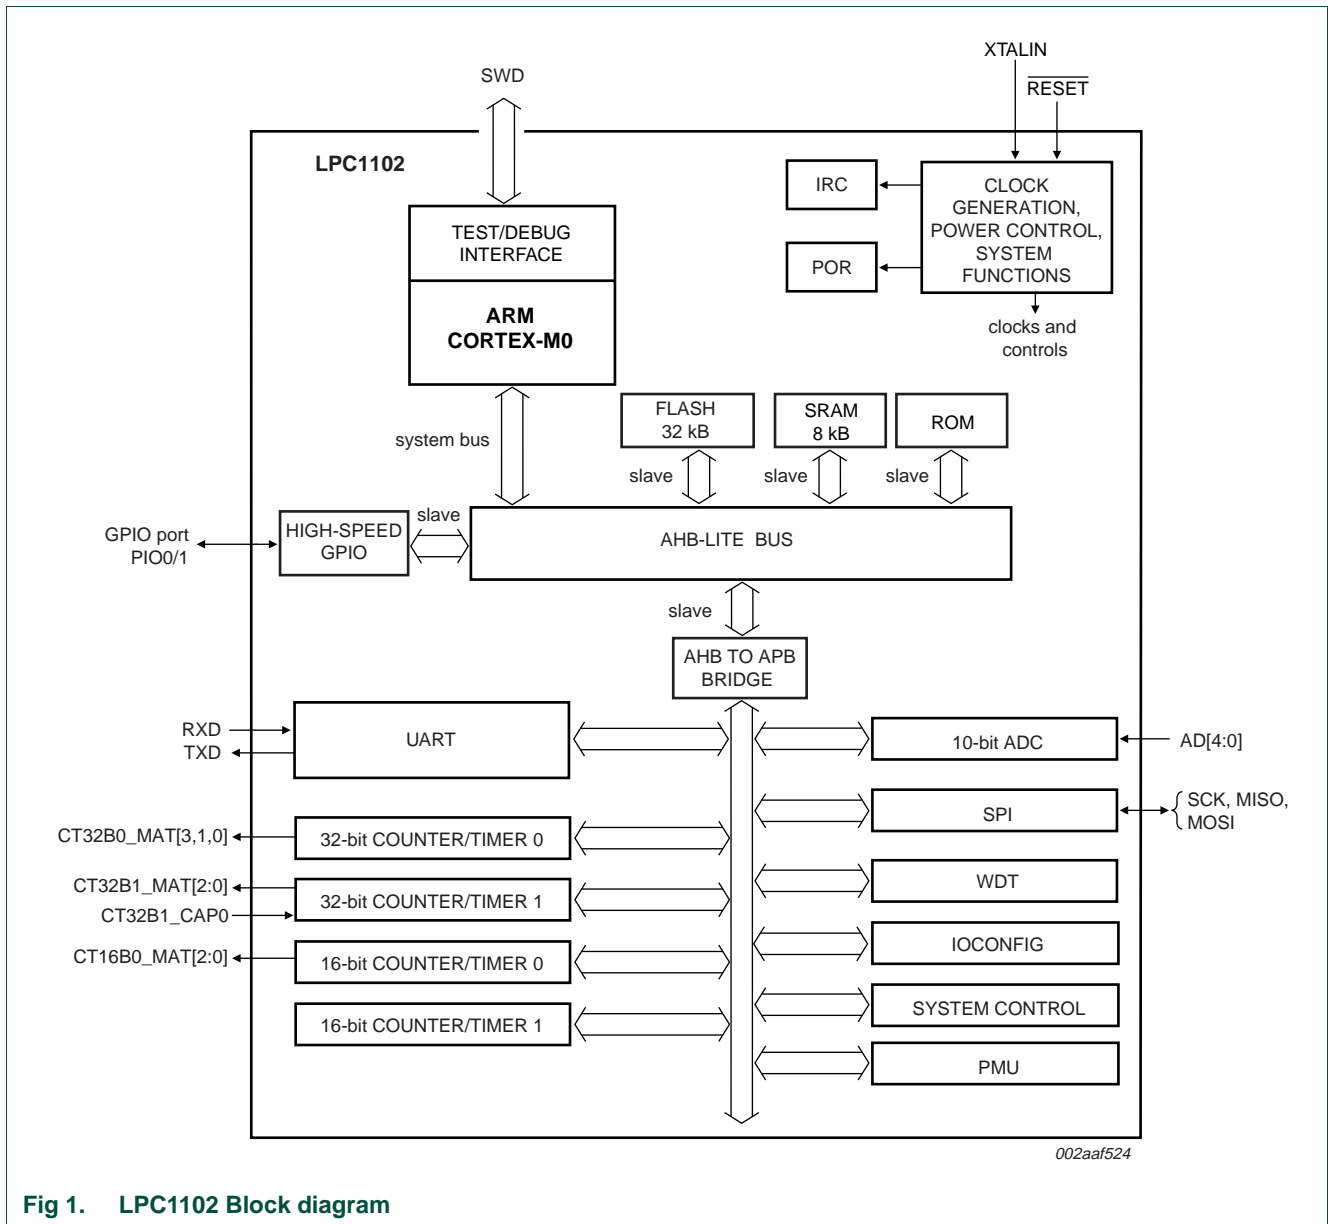 XTALIN
SWD
RESET
LPC1102
IRC
CLOCK
GENERATION,
POWER CONTROL,
SYSTEM
FUNCTIONS
TEST/DEBUG
INTERFACE
POR
ARM
CORTEX-M0
clocks and
controls
FLASH
32 kB
SRAM
8 kB
ROM
system bus
slave
slave
slave
slave
GPIO port
PIO0/1
HIGH-SPEED
GPIO
AHB-LITE BUS
slave
AHB TO APB
BRIDGE
RXD
TXD
UART
10-bit ADC
AD[4:0]
SPI
SCK, MISO,
MOSI
CT32B0_MAT[3,1,0]
32-bit COUNTER/TIMER 0
CT32B1_MAT[2:0]
CT32B1_CAP0
32-bit COUNTER/TIMER 1
WDT
CT16B0_MAT[2:0]
16-bit COUNTER/TIMER 0
IOCONFIG
16-bit COUNTER/TIMER 1
SYSTEM CONTROL
PMU
002aaf524
Fig 1. LPC1102 Block diagram